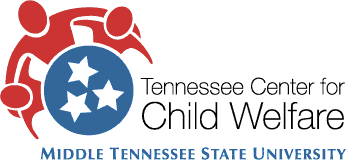 Tennessee Center for
Child Welfare
MIDDLE TENNESSEE STATE UNIVERSITY